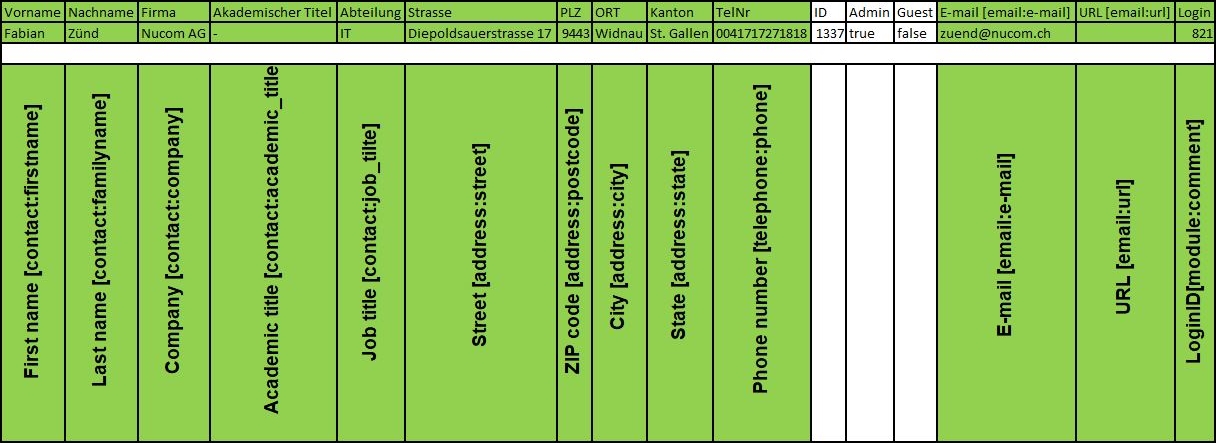 Vorname Nachname Firma Akademischer Titel Abteilung Strasse PLZ ORT Kanton TelNr ID Admin Guest E-mail [email:e-mail] URL [email:url] Login
Fabian Zünd Nucom AG - IT Diepoldsauerstrasse 17 9443 Widnau St. Gallen 0041717271818 1337 true false zuend@nucom.ch 821
First name [contact:firstname]
Last name [contact:familyname]
Company [contact:company]
Academic title [contact:academic_title
Job title [contact:job_tilte]
Street [address:street]
ZIP code [address:postcode]
City [address:city]
State [address:state]
Phone number [telephone:phone]
E-mail [email:e-mail]
URL [email:url]
LoginID[module:comment]